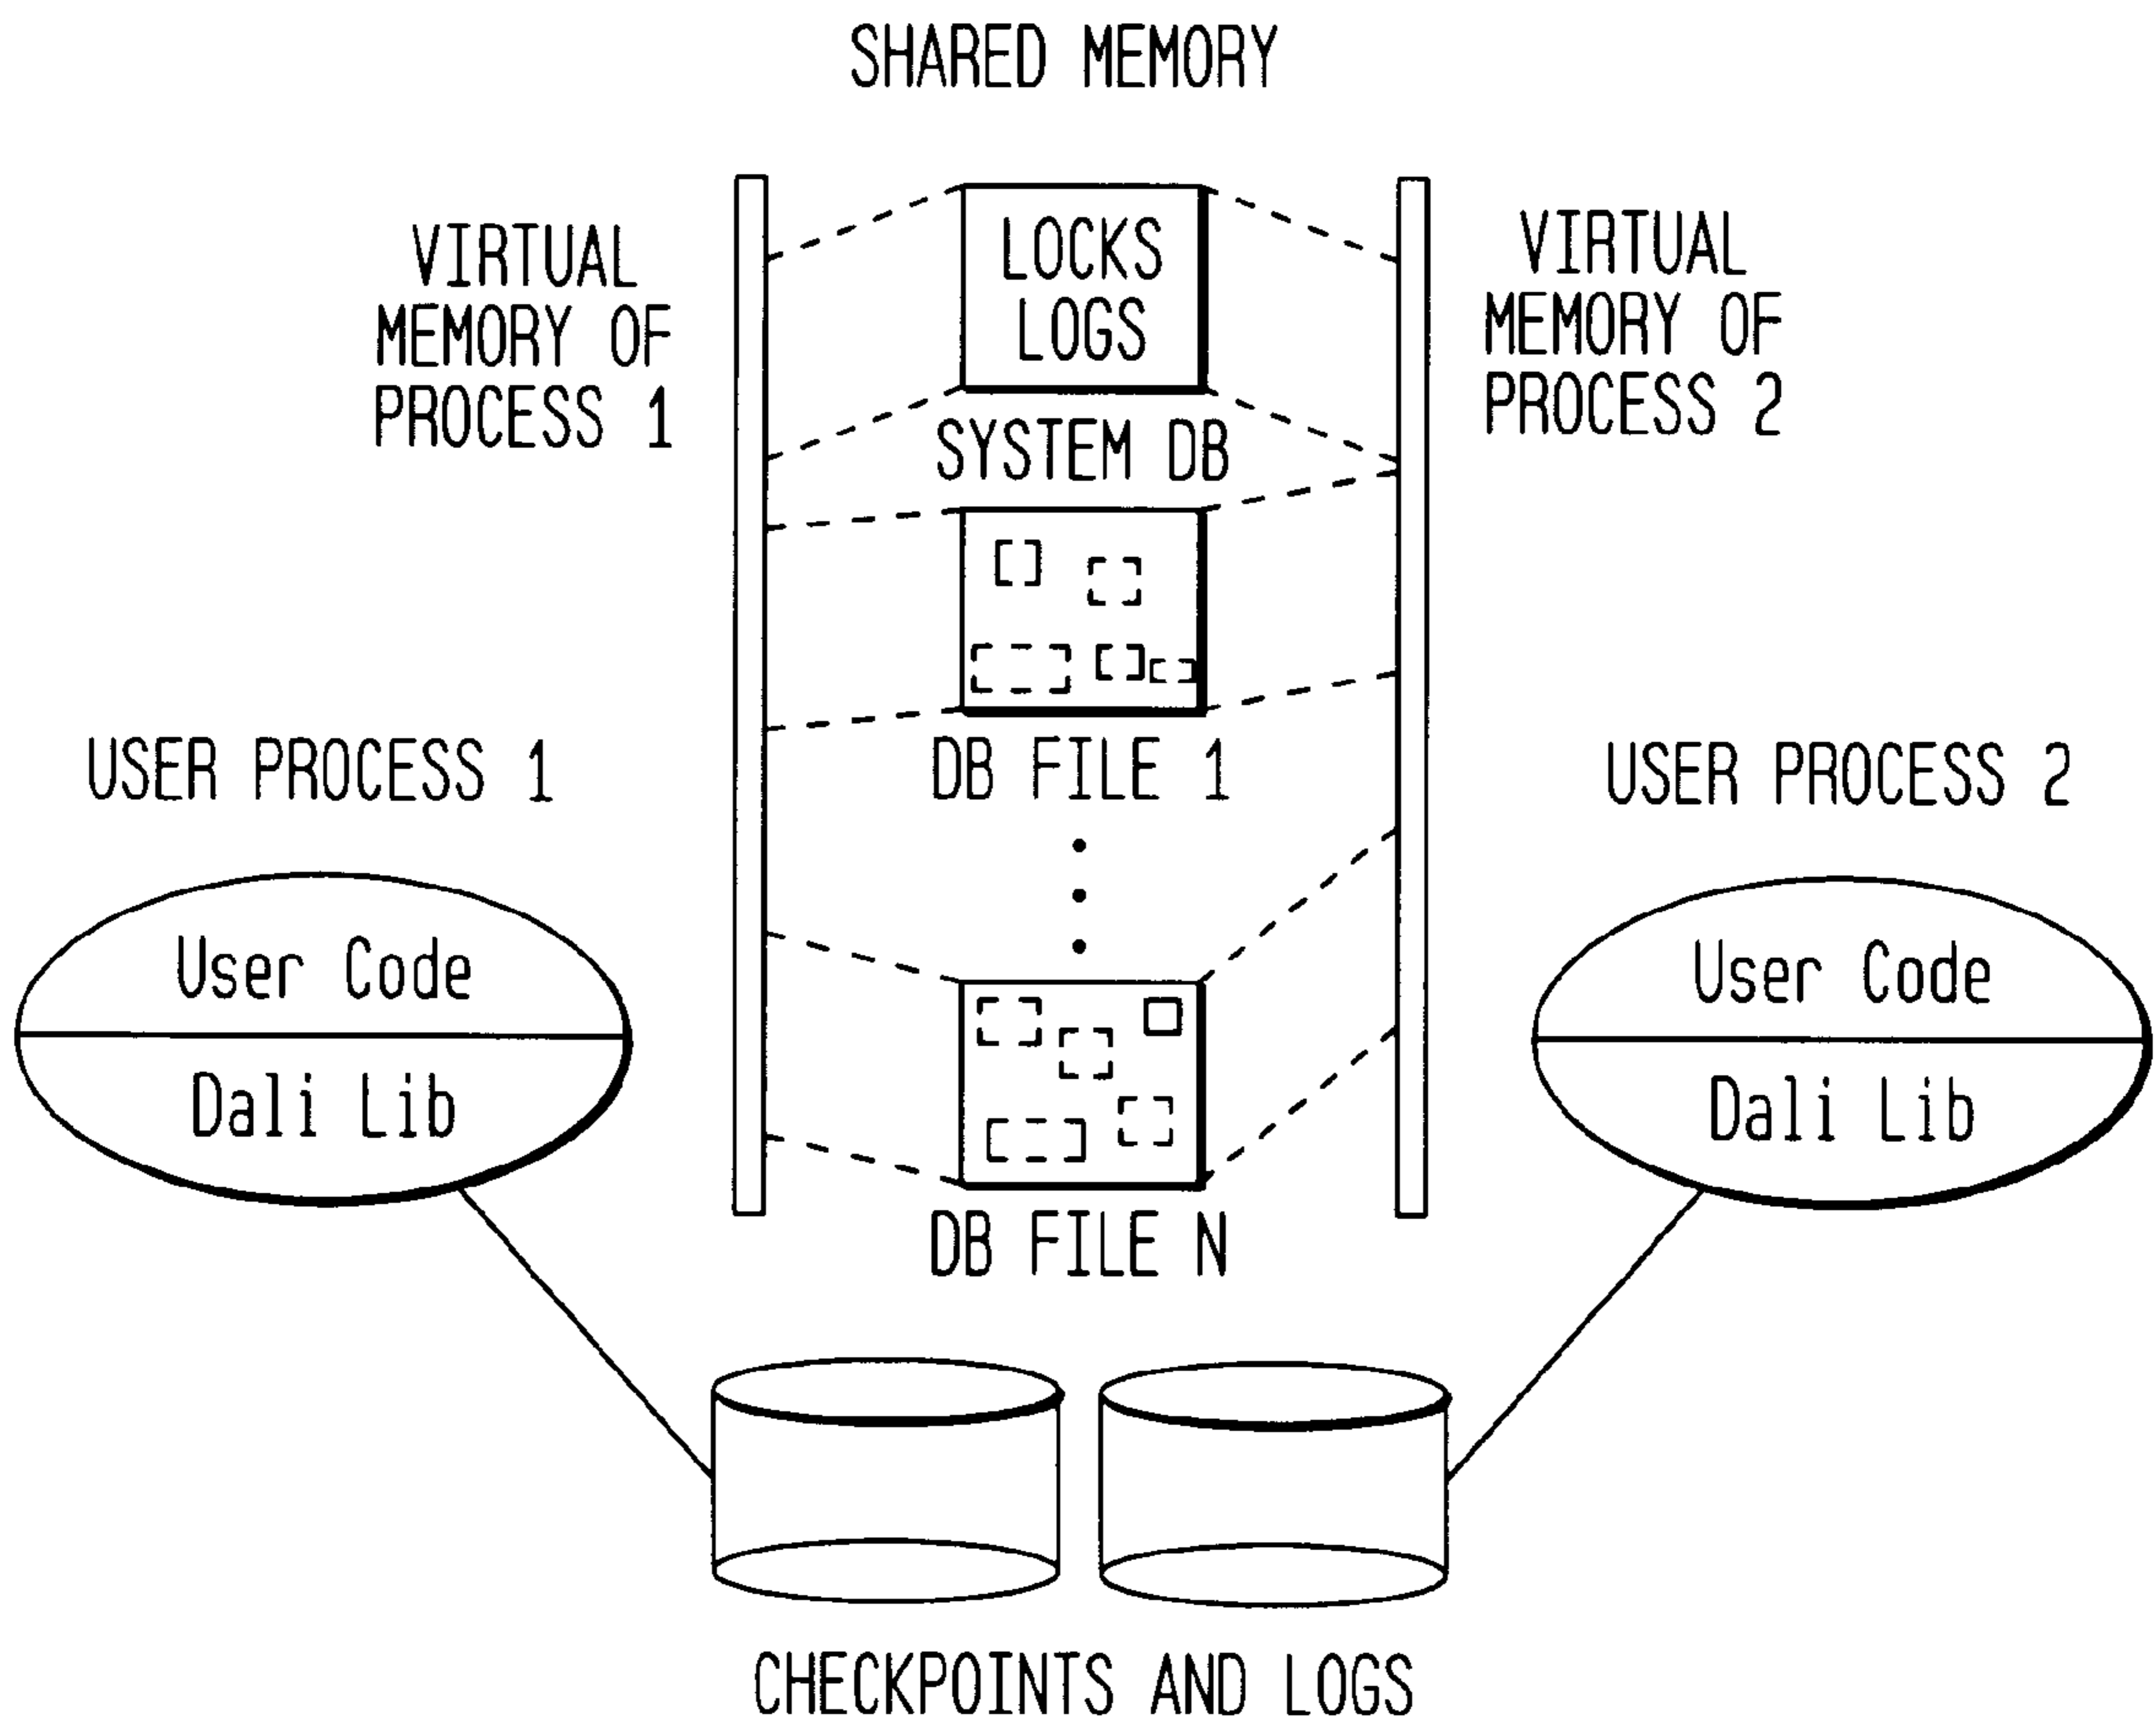 SHARED MEMORY
VIRTUAL
MEMORY OF
PROCESS 1
LOCKS
LOGS
SYSTEM DB
VIRTUAL
MEMORY OF
PROCESS 2
DB FILE 1
USER PROCESS 1
USER PROCESS 2
User Code
Dali Lib
User Code
Dali Lib
DB FILE N
CHECKPOINTS AND LOGS